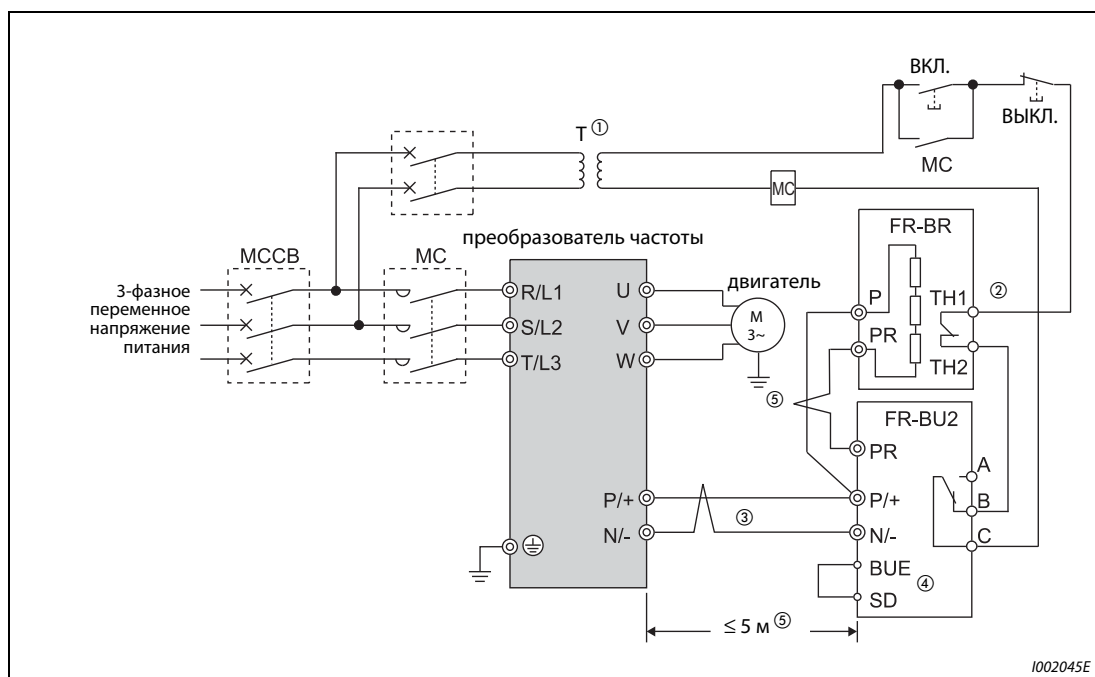 ВКЛ.
ВЫКЛ.
MC
T ①
MC
FR-BR
преобразователь частоты
MCCB
MC
двигатель
3-фазное
переменное
напряжение
питания
R/L1
S/L2
T/L3
U
V
W
M
3~
P
PR
TH1
②
TH2
⑤
FR-BU2
PR
A
P/+
N/-
③
P/+
N/-
B
C
BUE
SD
④
≤ 5 м ⑤
I002045E